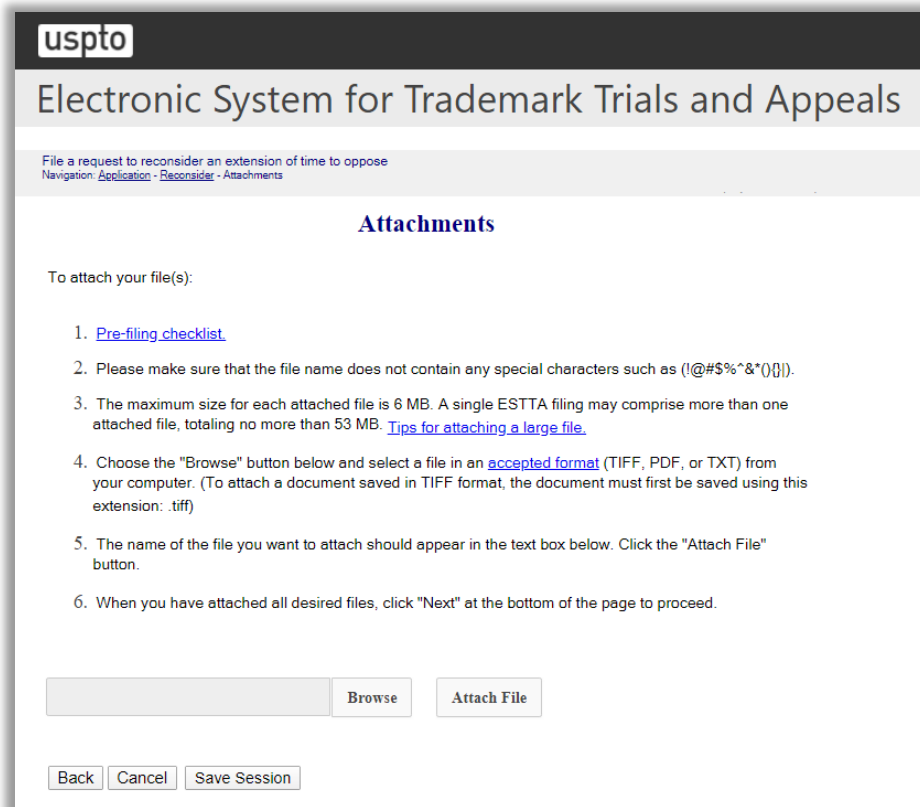 uspto
Electronic System for Trademark Trials and Appeals
File a request to reconsider an extension of time to oppose
Navigation: Application - Reconsider - Attachments
Attachments
To attach your file(s):
1. Pre-filing checklist.
2. Please make sure that the file name does not contain any special characters such as (!@#$%^&*(){}|).
3. The maximum size for each attached file is 6 MB. A single ESTTA filing may comprise more than one
attached file, totaling no more than 53 MB. Tips for attaching a large file.
4. Choose the "Browse" button below and select a file in an accepted format (TIFF, PDF, or TXT) from
your computer. (To attach a document saved in TIFF format, the document must first be saved using this
extension: .tiff)
5. The name of the file you want to attach should appear in the text box below. Click the "Attach File"
button.
6. When you have attached all desired files, click "Next" at the bottom of the page to proceed.
Browse Attach File
Back Cancel Save Session